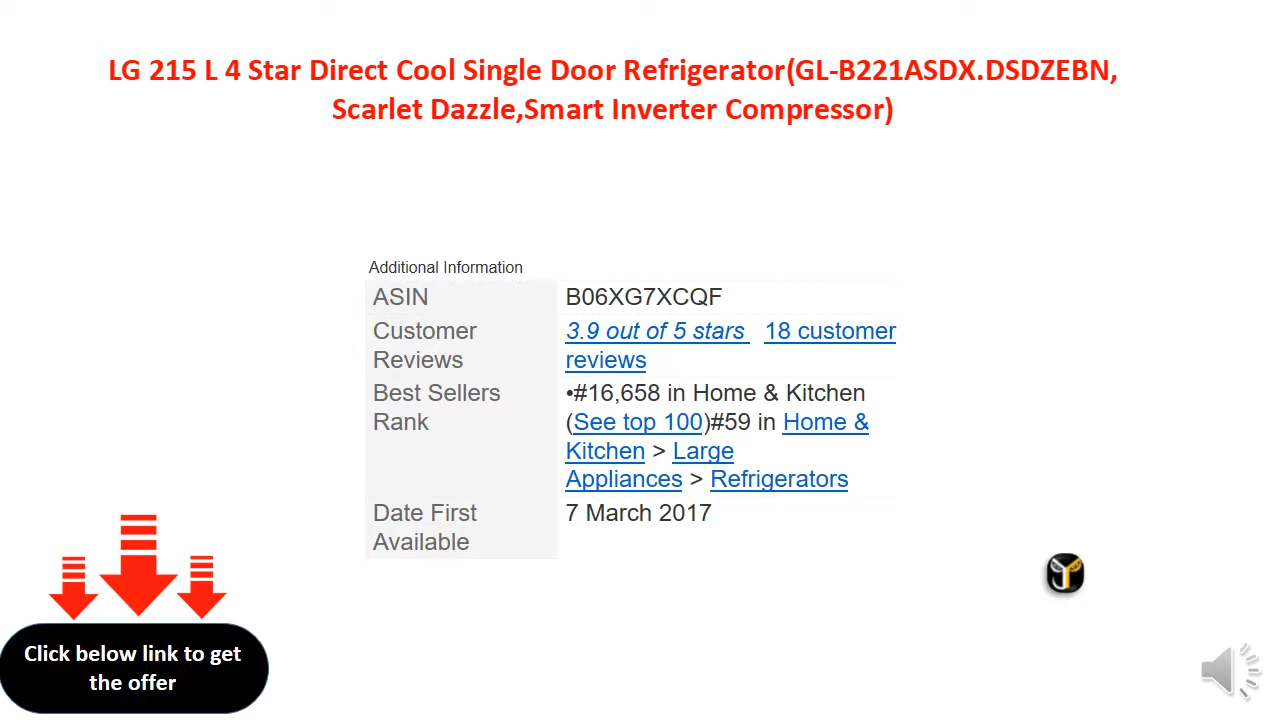 LG 215 L 4 Star Direct Cool Single Door Refrigerator(GL-B221ASDX.DSDZEBN,
Scarlet Dazzle,Smart Inverter Compressor)
Additional Information
ASIN B06XG7XCQF
Customer 3.9 out of 5 stars 18 customer
Reviews reviews
Best Sellers •#16,658 in Home & Kitchen
Rank (See top 100)#59 in Home &
Kitchen > Large
Appliances > Refrigerators
Date First 7 March 2017
Available
Click below link to get
the offer